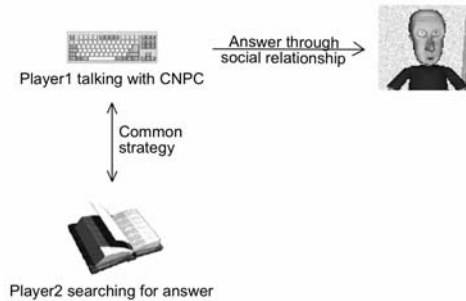 Answer through
social relationship
Player1 talking with CNPC
Common
strategy
Player2 searching for answer